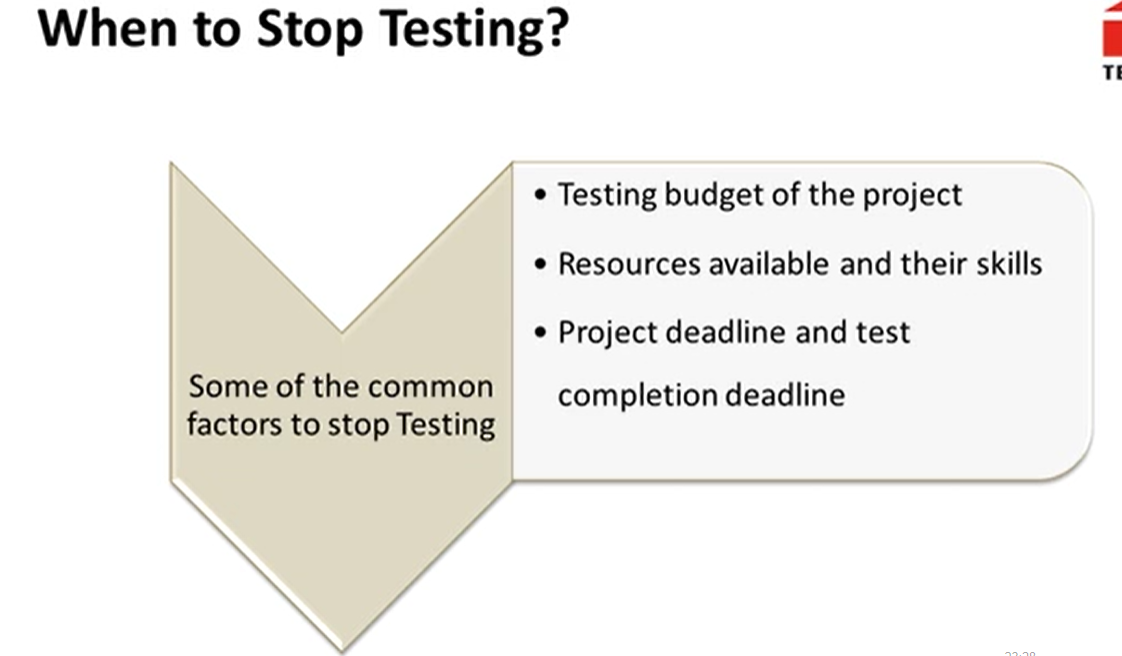 When to Stop Testing?
TE
Some of the common
factors to stop Testing
• Testing budget of the project
• Resources available and their skills
• Project deadline and test
completion deadline